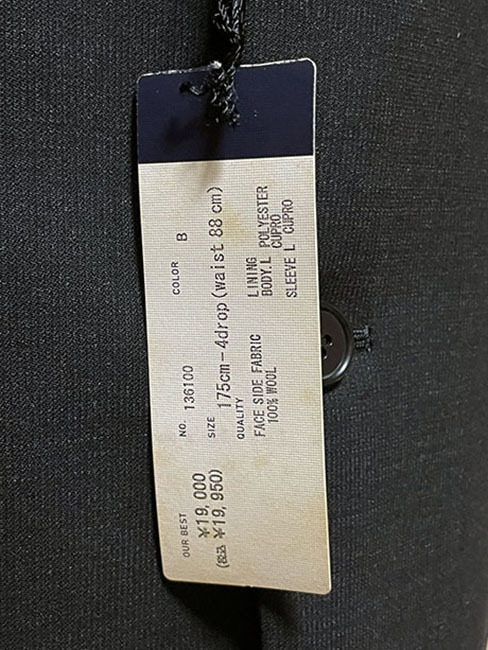 NO. 136100
COLOR B
SIZE 175cm-4drop(waist 88 cm)
QUALITY
FACE SIDE FABRIC
100% WOOL
LINING
BODY. L POLYESTER
CUPRO
SLEEVE L CUPRO
OUR BEST
¥19,000
(税込 ¥19,950)